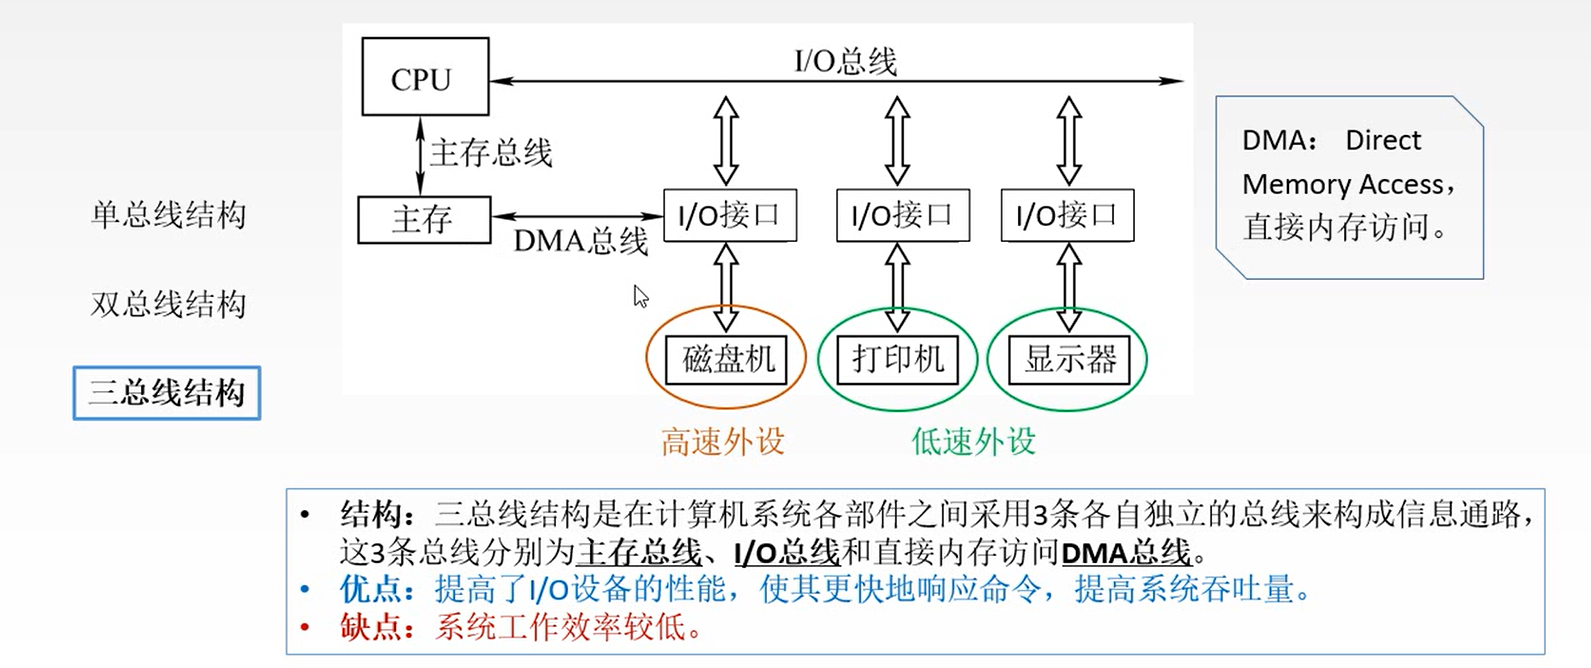 单总线结构
双总线结构
三总线结构
CPU
I/O总线
主存总线
主存
DMA总线
I/O接口
I/O接口
I/O接口
磁盘机
打印机
显示器
高速外设
低速外设
DMA： Direct
Memory Access，
直接内存访问。
• 结构：三总线结构是在计算机系统各部件之间采用3条各自独立的总线来构成信息通路，
这3条总线分别为主存总线、I/O总线和直接内存访问DMA总线。
• 优点：提高了I/O设备的性能，使其更快地响应命令，提高系统吞吐量。
• 缺点：系统工作效率较低。